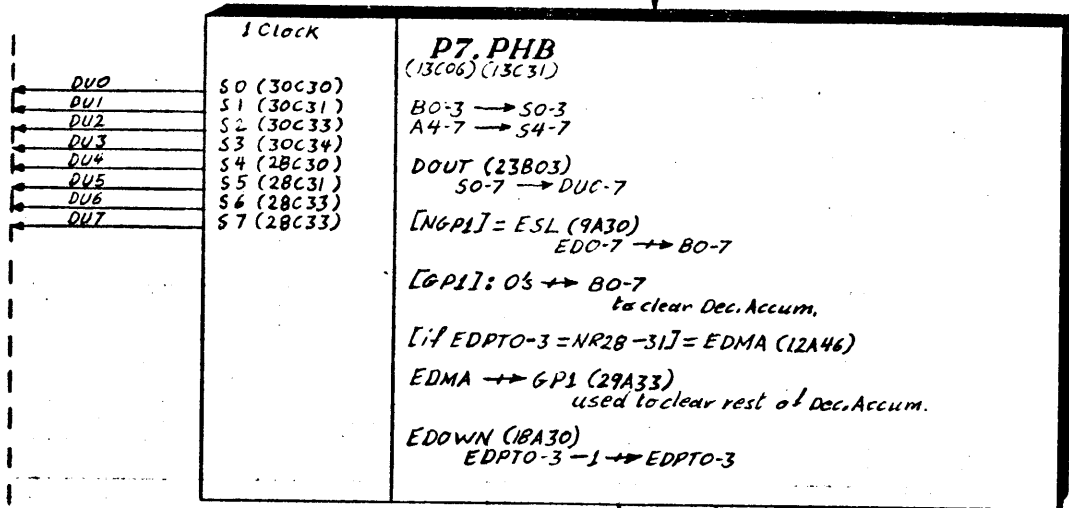 1 Clock
P7. PHB
(13C06) (13C31)
DU0 S0 (30C30)
DU1 S1 (30C31)
DU2 S2 (30C33)
DU3 S3 (30C34)
DU4 S4 (28C30)
DU5 S5 (28C31)
DU6 S6 (28C33)
DU7 S7 (28C33)
B0-3 → S0-3
A4-7 → S4-7
DOUT (23B03)
S0-7 → DUC-7
[NGP1] = ESL (9A30)
ED0-7 ↛ B0-7
[GP1]: 0's ↛ B0-7
to clear Dec. Accum.
[if EDPT0-3 = NR28-31] = EDMA (12A46)
EDMA ↛ GP1 (29A33)
used to clear rest of Dec. Accum.
EDOWN (18A30)
EDPT0-3 -1 ↛ EDPT0-3